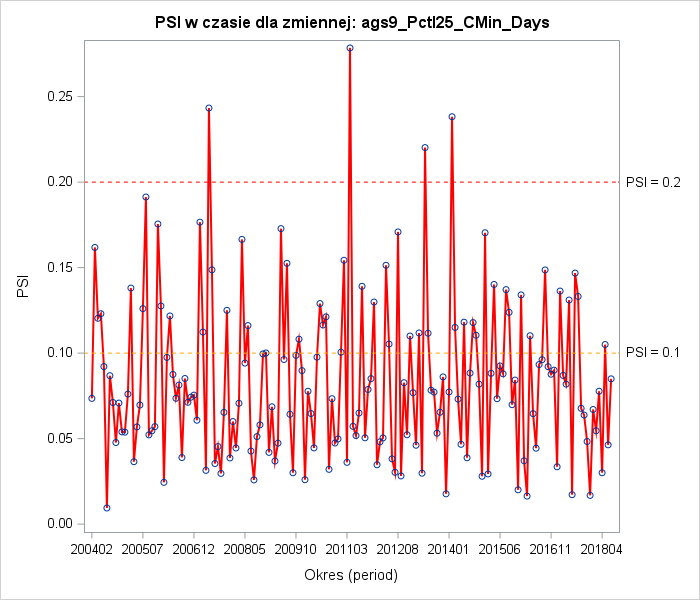 PSI w czasie dla zmiennej: ags9_Pctl25_CMin_Days
PSI
0.25
0.20
0.15
0.10
0.05
0.00
PSI = 0.2
PSI = 0.1
200402 200507 200612 200805 200910 201103 201208 201401 201506 201611 201804
Okres (period)